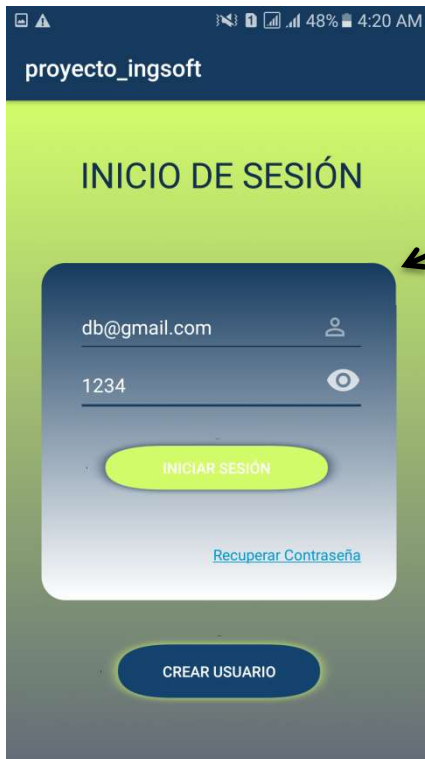 48% 4:20 AM
proyecto_ingsoft
INICIO DE SESIÓN
db@gmail.com
1234
INICIAR SESIÓN
Recuperar Contraseña
CREAR USUARIO